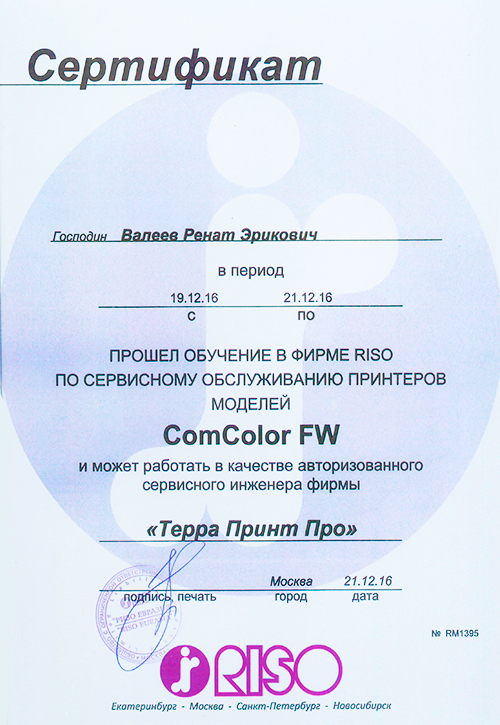 Сертификат
Господин Валеев Ренат Эрикович
в период
19.12.16 21.12.16
С ПО
ПРОШЕЛ ОБУЧЕНИЕ В ФИРМЕ RISO
ПО СЕРВИСНОМУ ОБСЛУЖИВАНИЮ ПРИНТЕРОВ
МОДЕЛЕЙ
ComColor FW
и может работать в качестве авторизованного
сервисного инженера фирмы
«Терра Принт Про»
Москва 21.12.16
подпись, печать город дата
№ RM1395
RISO
Екатеринбург - Москва - Санкт-Петербург - Новосибирск